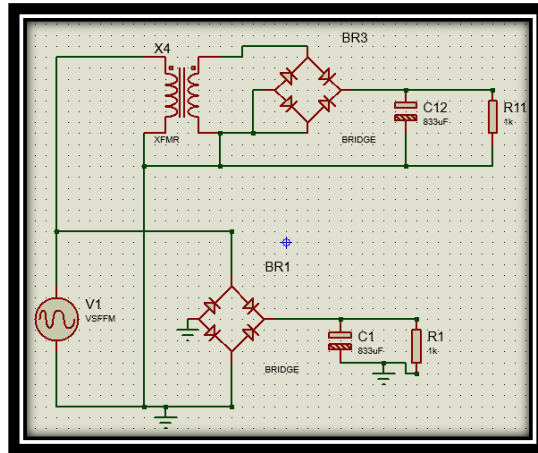 X4
BR3
C12
833uF
R11
1k
XFMR
BRIDGE
BR1
V1
VSFFM
C1
833uF
R1
1k
BRIDGE